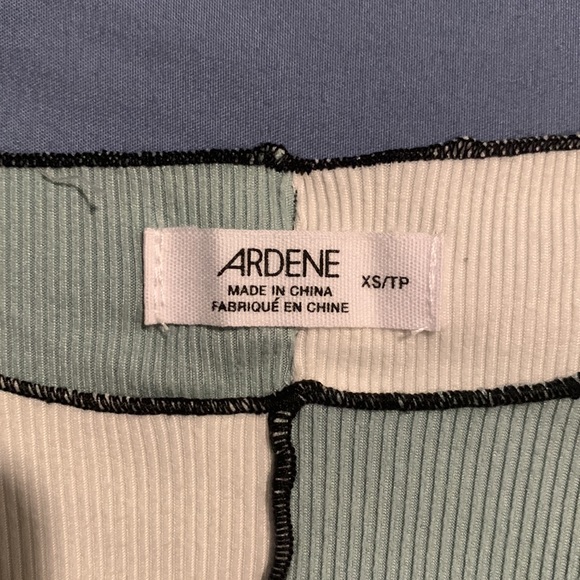 ARDENE
MADE IN CHINA
FABRIQUÉ EN CHINE
XS/TP